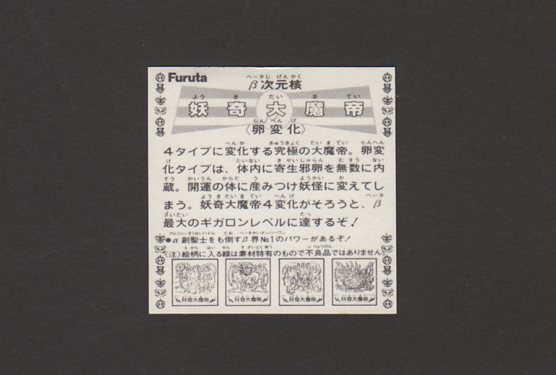 Furuta
β次元核
妖奇大魔帝
〈卵変化〉
4タイプに変化する究極の大魔帝。卵変
化タイプは、体内に寄生邪卵を無数に内
蔵。開運の体に産みつけ妖怪に変えてし
まう。妖奇大魔帝4変化がそろうと、β
最大のギガロンレベルに達するぞ！
●α創聖士をも倒すβ界No.1のパワーがあるぞ！
〈注〉絵柄に入る線は素材特有のもので不良品ではありません
妖奇大魔帝 妖奇大魔帝 妖奇大魔帝 妖奇大魔帝